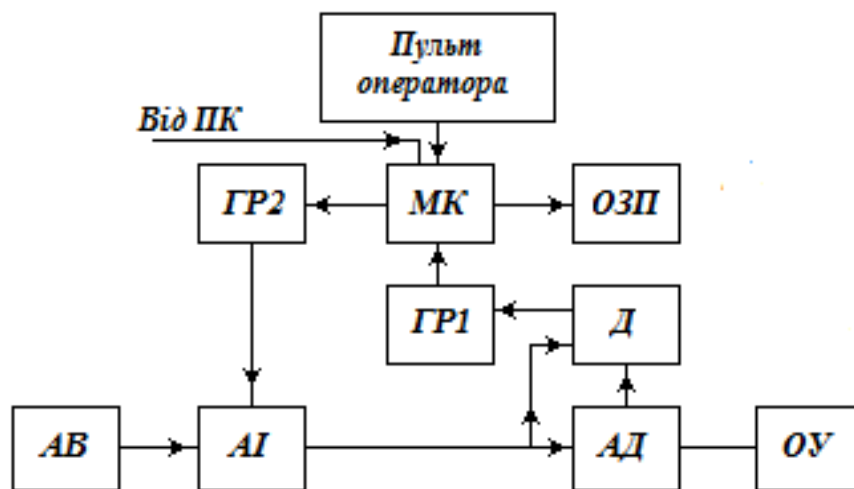 Пульт
оператора
Від ПК
ГР2
МК
ОЗП
ГР1
Д
АВ
АІ
АД
ОУ